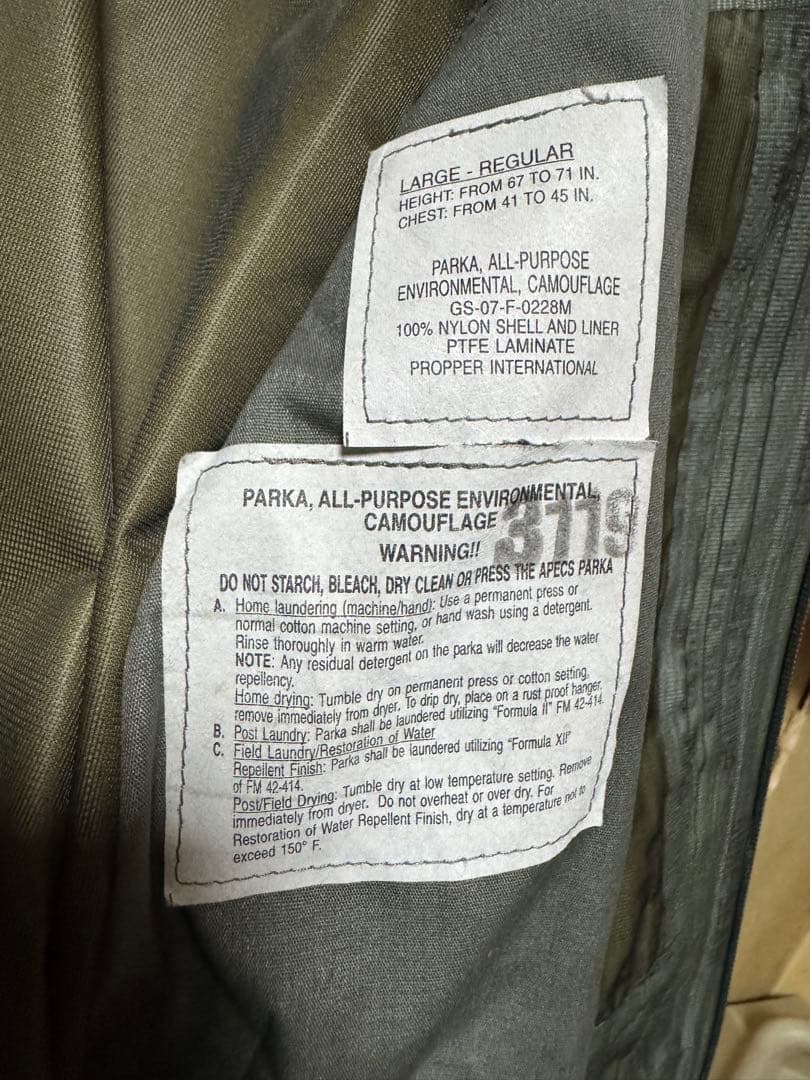 LARGE - REGULAR
HEIGHT: FROM 67 TO 71 IN.
CHEST: FROM 41 TO 45 IN.
PARKA, ALL-PURPOSE
ENVIRONMENTAL, CAMOUFLAGE
GS-07-F-0228M
100% NYLON SHELL AND LINER
PTFE LAMINATE
PROPPER INTERNATIONAL
PARKA, ALL-PURPOSE ENVIRONMENTAL,
CAMOUFLAGE
3719
WARNING!!
DO NOT STARCH, BLEACH, DRY CLEAN OR PRESS THE APECS PARKA
A. Home laundering (machine/hand): Use a permanent press or
normal cotton machine setting, or hand wash using a detergent.
Rinse thoroughly in warm water.
NOTE: Any residual detergent on the parka will decrease the water
repellency.
Home drying: Tumble dry on permanent press or cotton setting,
remove immediately from dryer. To drip dry, place on a rust proof hanger.
B. Post Laundry: Parka shall be laundered utilizing "Formula II" FM 42-414.
C. Field Laundry/Restoration of Water
Repellent Finish: Parka shall be laundered utilizing "Formula XII"
of FM 42-414.
Post/Field Drying: Tumble dry at low temperature setting. Remove
immediately from dryer. Do not overheat or over dry. For
Restoration of Water Repellent Finish, dry at a temperature not to
exceed 150° F.